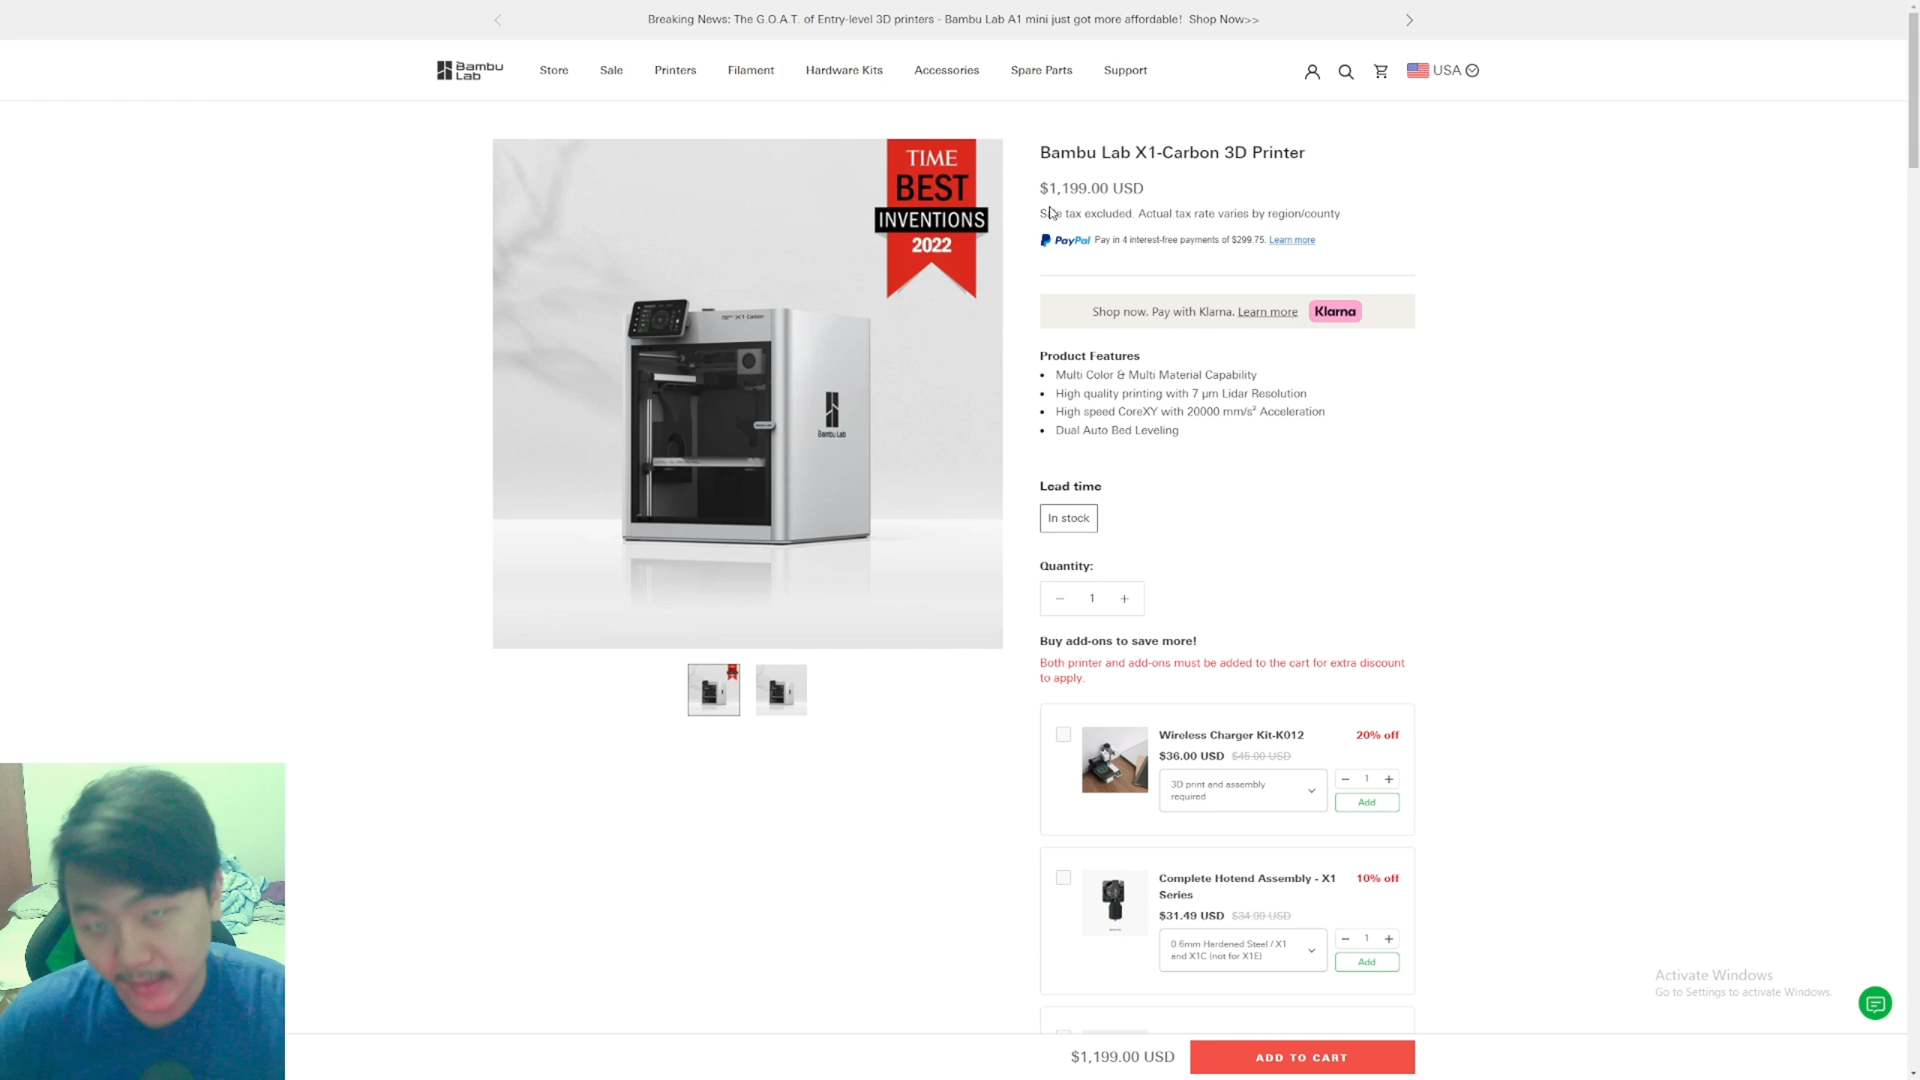 Breaking News: The G.O.A.T. of Entry-level 3D printers - Bambu Lab A1 mini just got more affordable! Shop Now>>
Bambu Lab
Store
Sale
Printers
Filament
Hardware Kits
Accessories
Spare Parts
Support
USA
TIME
BEST
INVENTIONS
2022
X1 Carbon
Bambu Lab
Bambu Lab X1-Carbon 3D Printer
$1,199.00 USD
Sale tax excluded. Actual tax rate varies by region/county
PayPal Pay in 4 interest-free payments of $299.75. Learn more
Shop now. Pay with Klarna. Learn more Klarna
Product Features
• Multi Color & Multi Material Capability
• High quality printing with 7 μm Lidar Resolution
• High speed CoreXY with 20000 mm/s² Acceleration
• Dual Auto Bed Leveling
Lead time
In stock
Quantity:
− 1 +
Buy add-ons to save more!
Both printer and add-ons must be added to the cart for extra discount
to apply.
Wireless Charger Kit-K012 20% off
$36.00 USD $45.00 USD
3D print and assembly
required
− 1 +
Add
Complete Hotend Assembly - X1
Series
10% off
$31.49 USD $34.99 USD
0.6mm Hardened Steel / X1
and X1C (not for X1E)
− 1 +
Add
Activate Windows
Go to Settings to activate Windows.
$1,199.00 USD
ADD TO CART